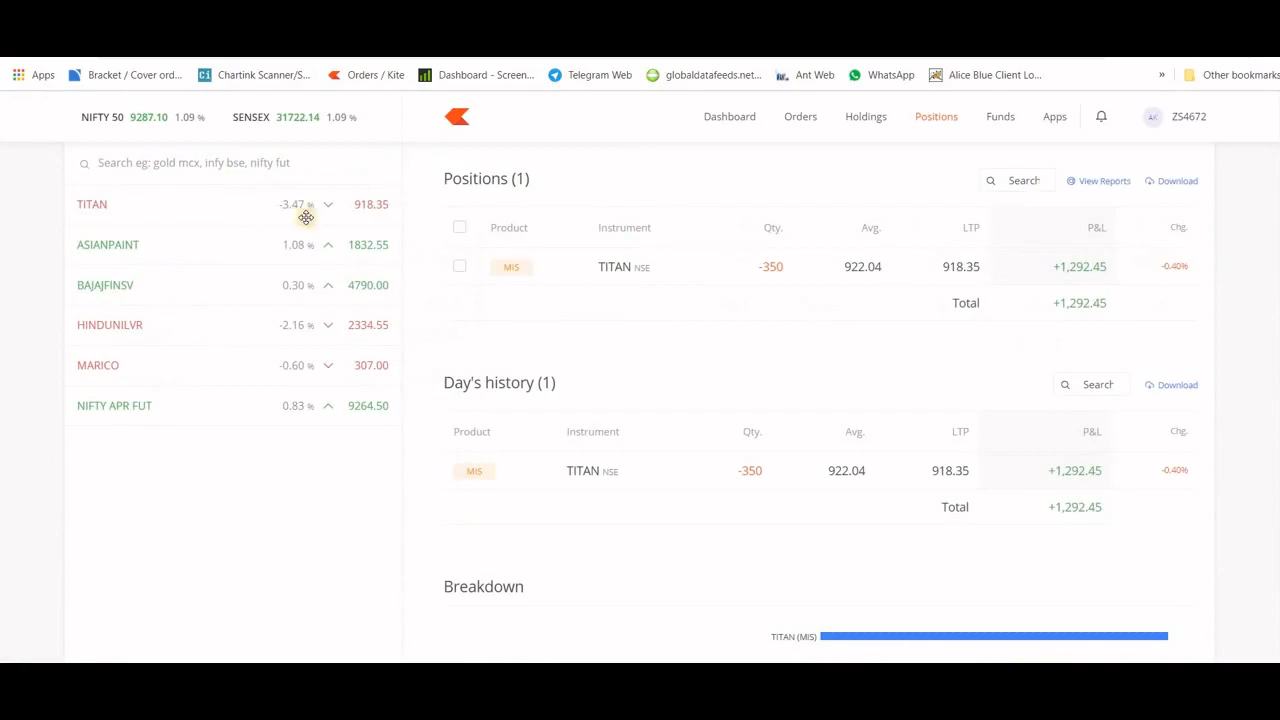 Apps Bracket / Cover ord... Chartink Scanner/S... Orders / Kite Dashboard - Screen... Telegram Web globaldatafeeds.net... Ant Web WhatsApp Alice Blue Client Lo... » Other bookmarks
NIFTY 50 9287.10 1.09 % SENSEX 31722.14 1.09 %
Dashboard Orders Holdings Positions Funds Apps AK ZS4672
Search eg: gold mcx, infy bse, nifty fut
TITAN -3.47 % 918.35
ASIANPAINT 1.08 % 1832.55
BAJAJFINSV 0.30 % 4790.00
HINDUNILVR -2.16 % 2334.55
MARICO -0.60 % 307.00
NIFTY APR FUT 0.83 % 9264.50
Positions (1) Search View Reports Download
Product Instrument Qty. Avg. LTP P&L Chg.
MIS TITAN NSE -350 922.04 918.35 +1,292.45 -0.40%
Total +1,292.45
Day's history (1) Search Download
Product Instrument Qty. Avg. LTP P&L Chg.
MIS TITAN NSE -350 922.04 918.35 +1,292.45 -0.40%
Total +1,292.45
Breakdown
TITAN (MIS)